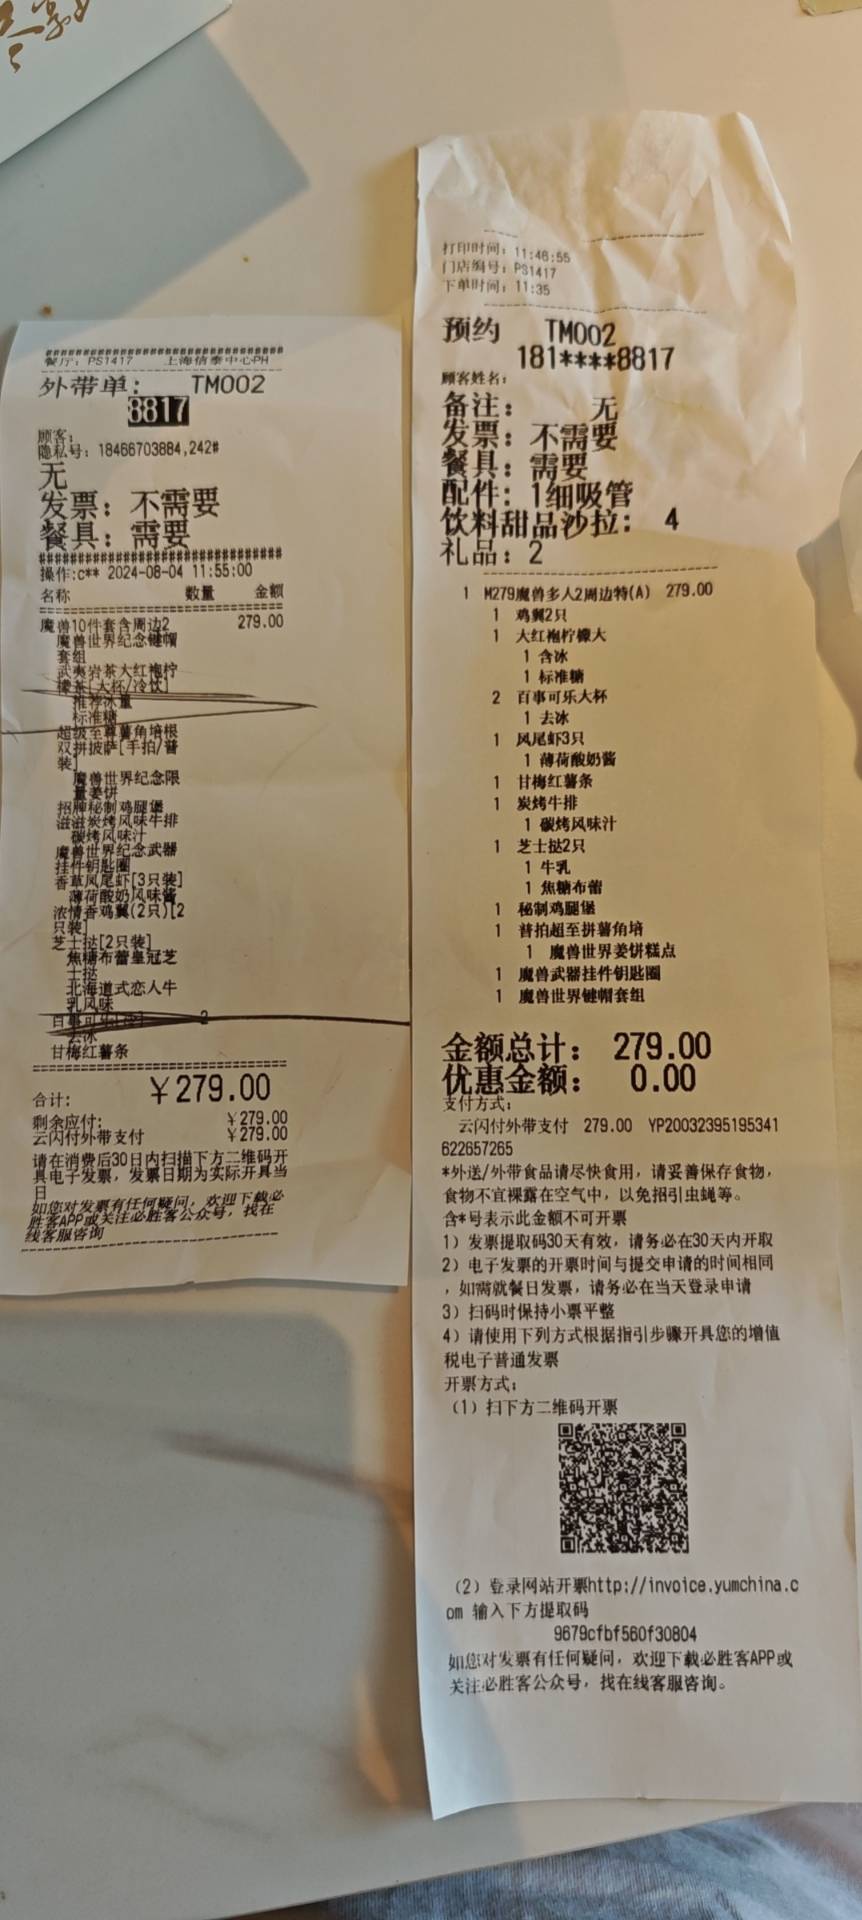 餐厅: PS1417 上海信泰中心PH
外带单: TM002
8817
顾客:
隐私号: 18466703884,242#
无
发票: 不需要
餐具: 需要
################################
操作:c** 2024-08-04 11:55:00
名称 数量 金额
魔兽10件套含周边2 279.00
魔兽世界纪念键帽
套组
武夷岩茶大红袍柠
檬茶[大杯/冷饮]
推荐冰量
标准糖
超级至尊薯角培根
双拼披萨[手拍/普
装]
魔兽世界纪念限
量姜饼
招牌秘制鸡腿堡
滋滋炭烤风味牛排
碳烤风味汁
魔兽世界纪念武器
挂件钥匙圈
香草凤尾虾[3只装]
薄荷酸奶风味酱
浓情香鸡翼(2只)[2
只装]
芝士挞[2只装]
焦糖布蕾皇冠芝
士挞
北海道式恋人牛
乳风味
百事可乐 2
去冰
甘梅红薯条
合计: ￥279.00
剩余应付: ￥279.00
云闪付外带支付 ￥279.00
请在消费后30日内扫描下方二维码开
具电子发票，发票日期为实际开具当
日
如您对发票有任何疑问，欢迎下载必
胜客APP或关注必胜客公众号，找在
线客服咨询
打印时间: 11:46:55
门店编号: PS1417
下单时间: 11:35
预约 TM002
181****8817
顾客姓名:
备注: 无
发票: 不需要
餐具: 需要
配件: 1细吸管
饮料甜品沙拉: 4
礼品: 2
1 M279魔兽多人2周边特(A) 279.00
1 鸡翼2只
1 大红袍柠檬大
1 含冰
1 标准糖
2 百事可乐大杯
1 去冰
1 凤尾虾3只
1 薄荷酸奶酱
1 甘梅红薯条
1 炭烤牛排
1 碳烤风味汁
1 芝士挞2只
1 牛乳
1 焦糖布蕾
1 秘制鸡腿堡
1 普拍超至拼薯角培
1 魔兽世界姜饼糕点
1 魔兽武器挂件钥匙圈
1 魔兽世界键帽套组
金额总计: 279.00
优惠金额: 0.00
支付方式:
云闪付外带支付 279.00 YP20032395195341
622657265
*外送/外带食品请尽快食用，请妥善保存食物，
食物不宜裸露在空气中，以免招引虫蝇等。
含*号表示此金额不可开票
1）发票提取码30天有效，请务必在30天内开取
2）电子发票的开票时间与提交申请的时间相同
，如需就餐日发票，请务必在当天登录申请
3）扫码时保持小票平整
4）请使用下列方式根据指引步骤开具您的增值
税电子普通发票
开票方式:
（1）扫下方二维码开票
（2）登录网站开票http://invoice.yumchina.c
om 输入下方提取码
9679cfbf560f30804
如您对发票有任何疑问，欢迎下载必胜客APP或
关注必胜客公众号，找在线客服咨询。